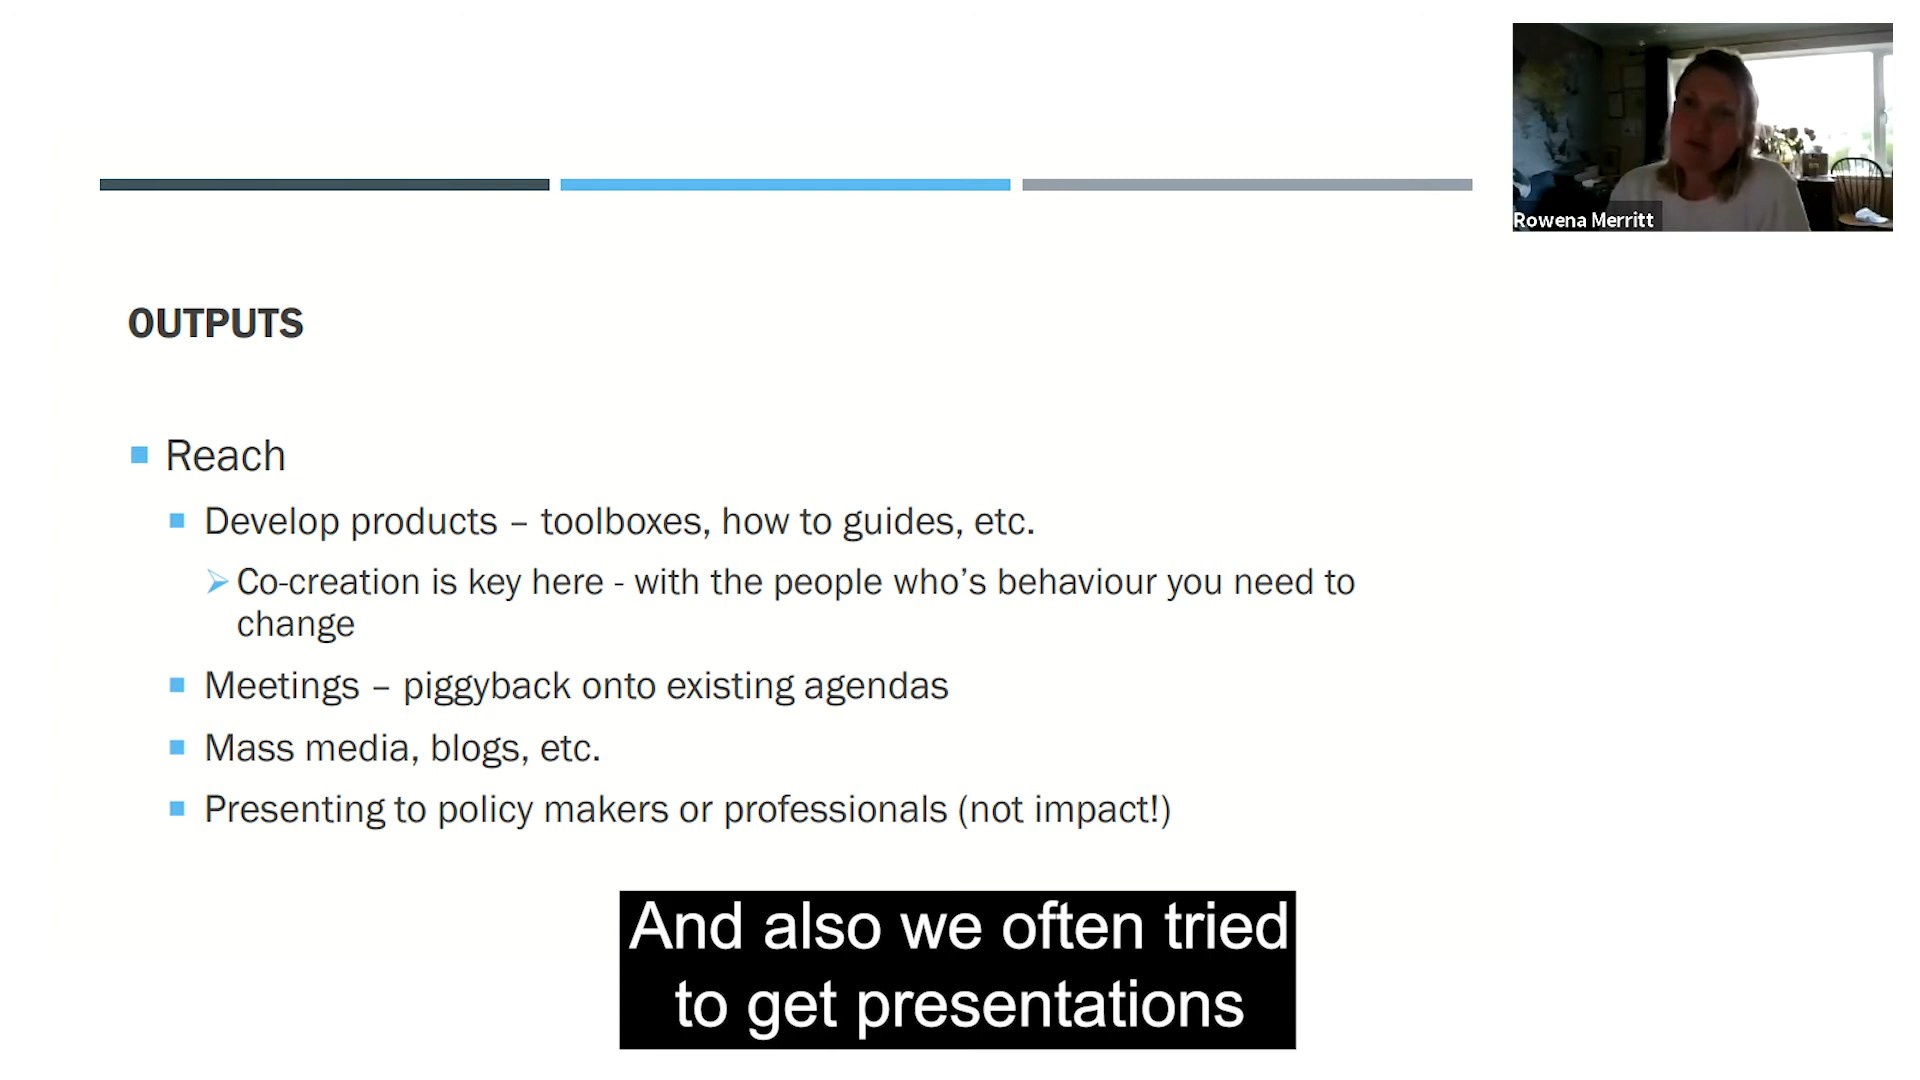 Rowena Merritt
OUTPUTS
Reach
Develop products – toolboxes, how to guides, etc.
Co-creation is key here - with the people who’s behaviour you need to
change
Meetings – piggyback onto existing agendas
Mass media, blogs, etc.
Presenting to policy makers or professionals (not impact!)
And also we often tried
to get presentations